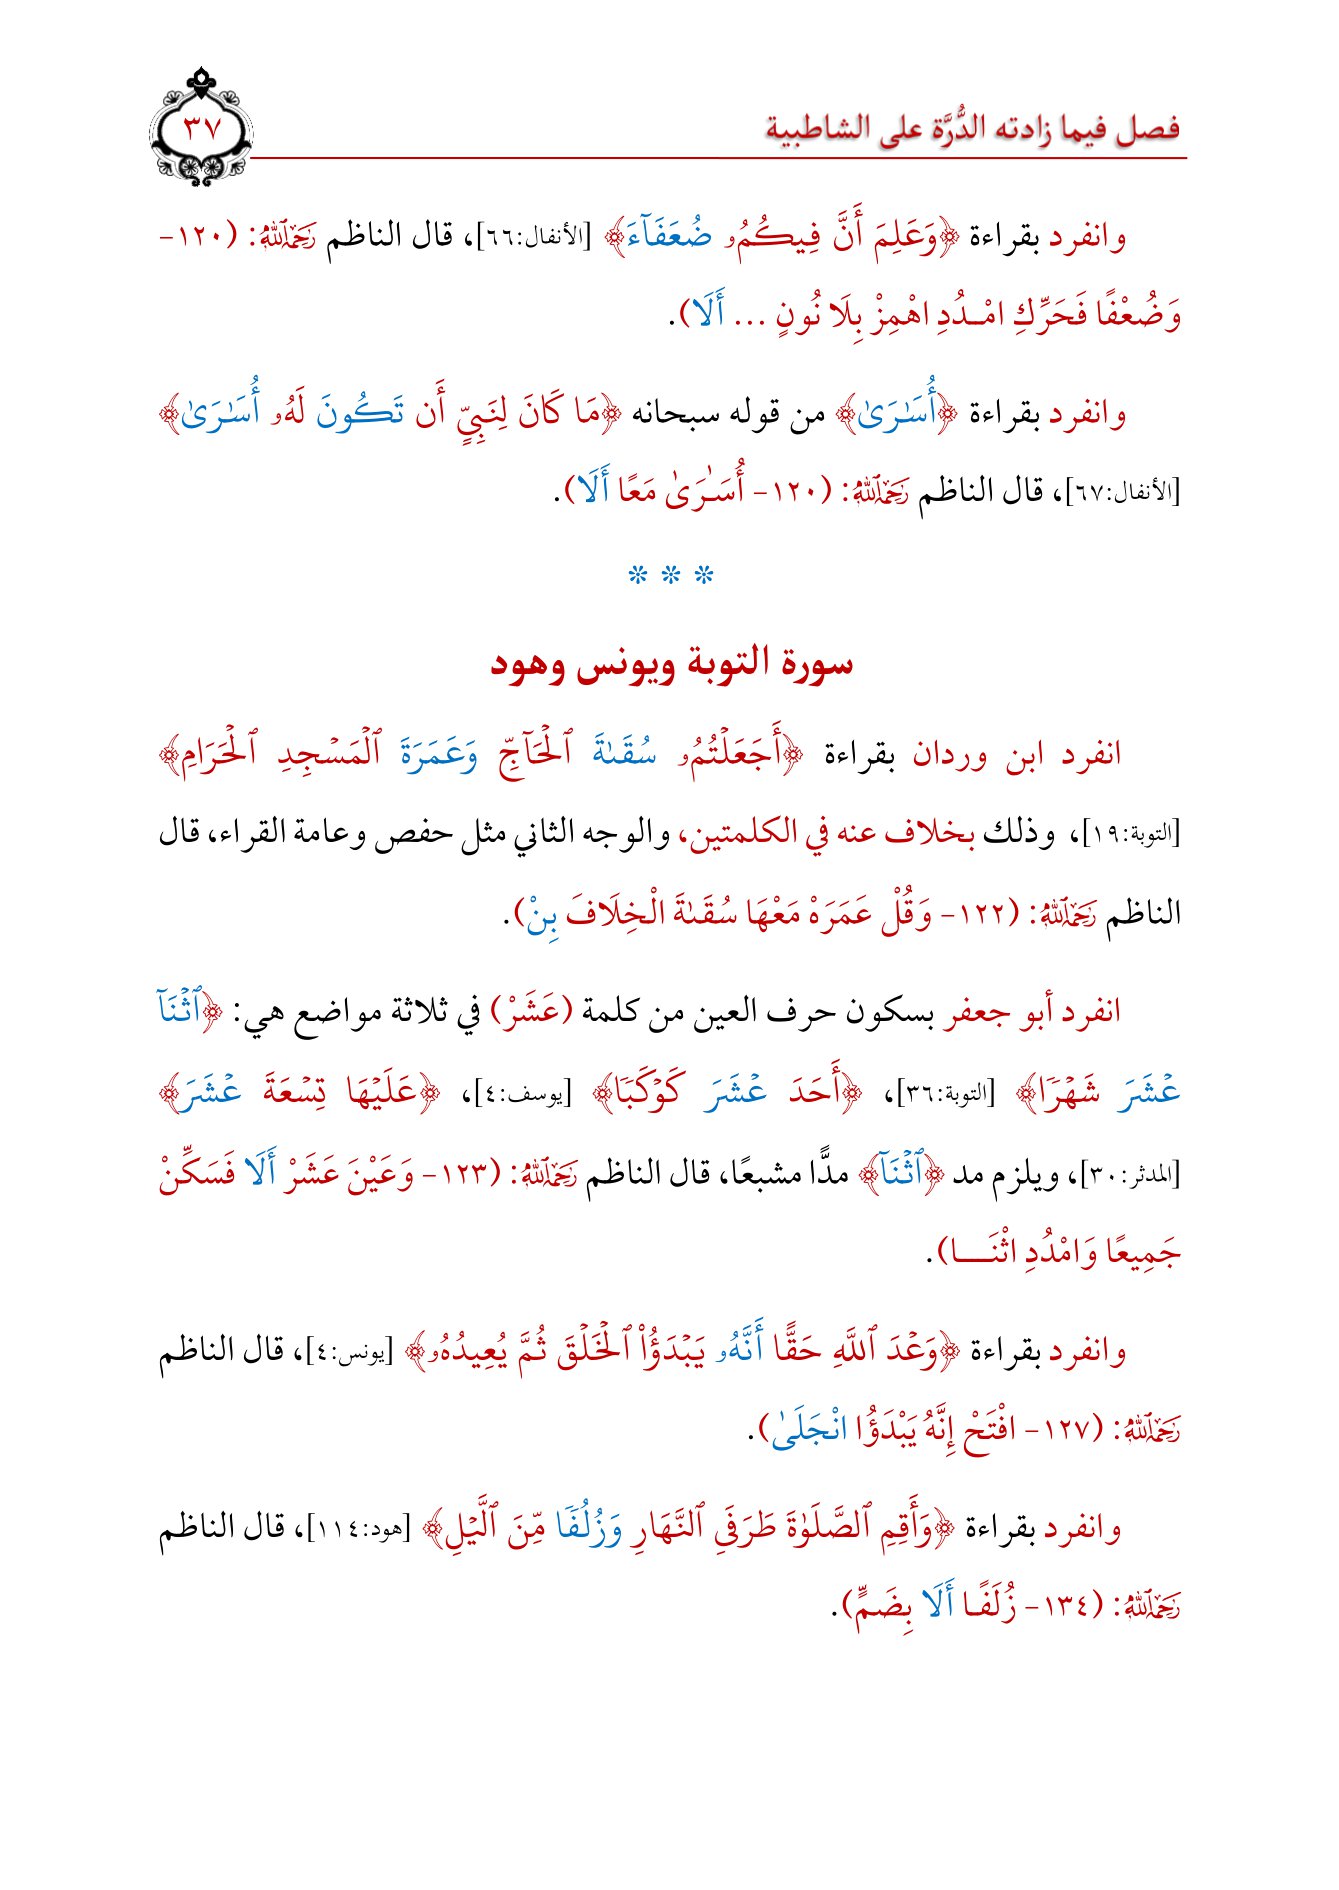 فصل فيما زادته الدُّرَّة على الشاطبية
٣٧
وانفرد بقراءة ﴿وَعَلِمَ أَنَّ فِيكُمُۥ ضُعَفَآءَ﴾ [الأنفال:٦٦]، قال الناظم رَحِمَهُ ٱللَّهُ: (١٢٠-
وَضُعْفًا فَحَرِّكِ امْـدُدِ اهْمِزْ بِلَا نُونٍ ... أَلَا).
وانفرد بقراءة ﴿أُسَـٰرَىٰ﴾ من قوله سبحانه ﴿مَا كَانَ لِنَبِيٍّ أَن تَكُونَ لَهُۥ أُسَـٰرَىٰ﴾
[الأنفال:٦٧]، قال الناظم رَحِمَهُ ٱللَّهُ: (١٢٠- أُسَـٰرَىٰ مَعًا أَلَا).
* * *
سورة التوبة ويونس وهود
انفرد ابن وردان بقراءة ﴿أَجَعَلۡتُمُۥ سُقَىٰةَ ٱلۡحَآجِّ وَعَمَرَةَ ٱلۡمَسۡجِدِ ٱلۡحَرَامِ﴾
[التوبة:١٩]، وذلك بخلاف عنه في الكلمتين، والوجه الثاني مثل حفص وعامة القراء، قال
الناظم رَحِمَهُ ٱللَّهُ: (١٢٢- وَقُلْ عَمَرَهْ مَعْهَا سُقَىٰةَ الْخِلَافَ بِنْ).
انفرد أبو جعفر بسكون حرف العين من كلمة (عَشَرْ) في ثلاثة مواضع هي: ﴿ٱثۡنَآ
عۡشَرَ شَهۡرٗا﴾ [التوبة:٣٦]، ﴿أَحَدَ عۡشَرَ كَوۡكَبٗا﴾ [يوسف:٤]، ﴿عَلَيۡهَا تِسۡعَةَ عۡشَرَ﴾
[المدثر:٣٠]، ويلزم مد ﴿ٱثۡنَآ﴾ مدًّا مشبعًا، قال الناظم رَحِمَهُ ٱللَّهُ: (١٢٣- وَعَيْنَ عَشَرْ أَلَا فَسَكِّنْ
جَمِيعًا وَامْدُدِ اثْنَـــا).
وانفرد بقراءة ﴿وَعۡدَ ٱللَّهِ حَقًّا أَنَّهُۥ يَبۡدَؤُاْ ٱلۡخَلۡقَ ثُمَّ يُعِيدُهُۥ﴾ [يونس:٤]، قال الناظم
رَحِمَهُ ٱللَّهُ: (١٢٧- افْتَحْ إِنَّهُ يَبْدَؤُا انْجَلَىٰ).
وانفرد بقراءة ﴿وَأَقِمِ ٱلصَّلَوٰةَ طَرَفَيِ ٱلنَّهَارِ وَزُلُفٗا مِّنَ ٱلَّيۡلِ﴾ [هود:١١٤]، قال الناظم
رَحِمَهُ ٱللَّهُ: (١٣٤- زُلَفًـا أَلَا بِضَمٍّ).